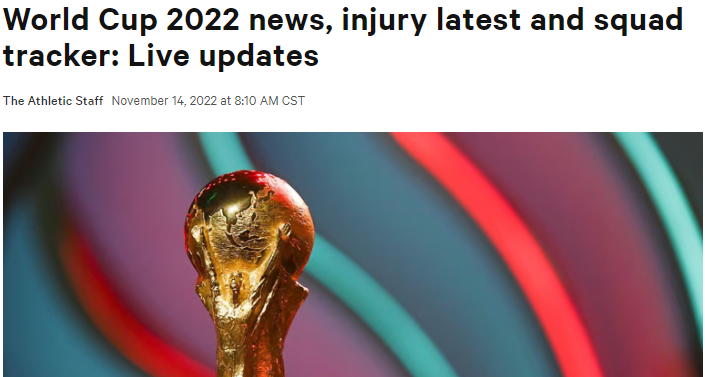 World Cup 2022 news, injury latest and squad
tracker: Live updates
The Athletic Staff November 14, 2022 at 8:10 AM CST